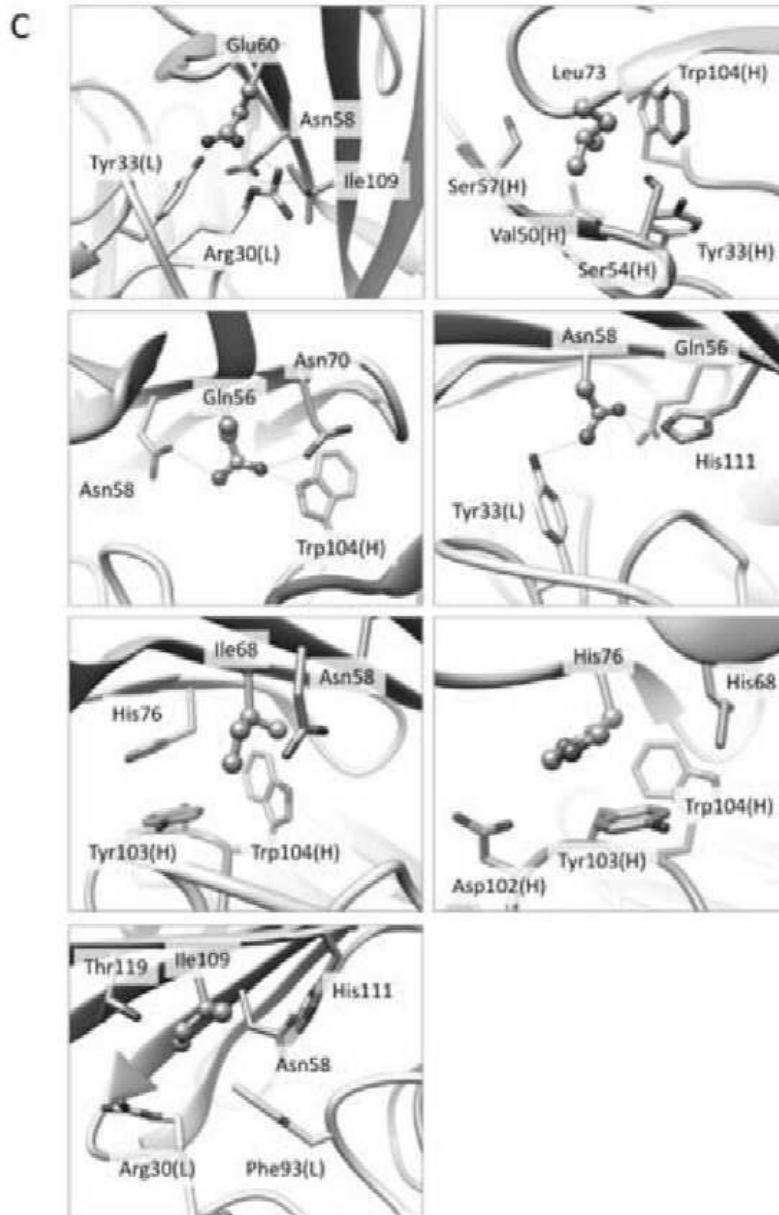 C
Glu60
Asn58
Tyr33(L)
Ile109
Arg30(L)
Leu73
Trp104(H)
Ser57(H)
Val50(H)
Tyr33(H)
Ser54(H)
Asn70
Gln56
Asn58
Trp104(H)
Asn58
Gln56
His111
Tyr33(L)
Ile68
Asn58
His76
Tyr103(H)
Trp104(H)
His76
His68
Trp104(H)
Tyr103(H)
Asp102(H)
Thr119
Ile109
His111
Asn58
Arg30(L)
Phe93(L)